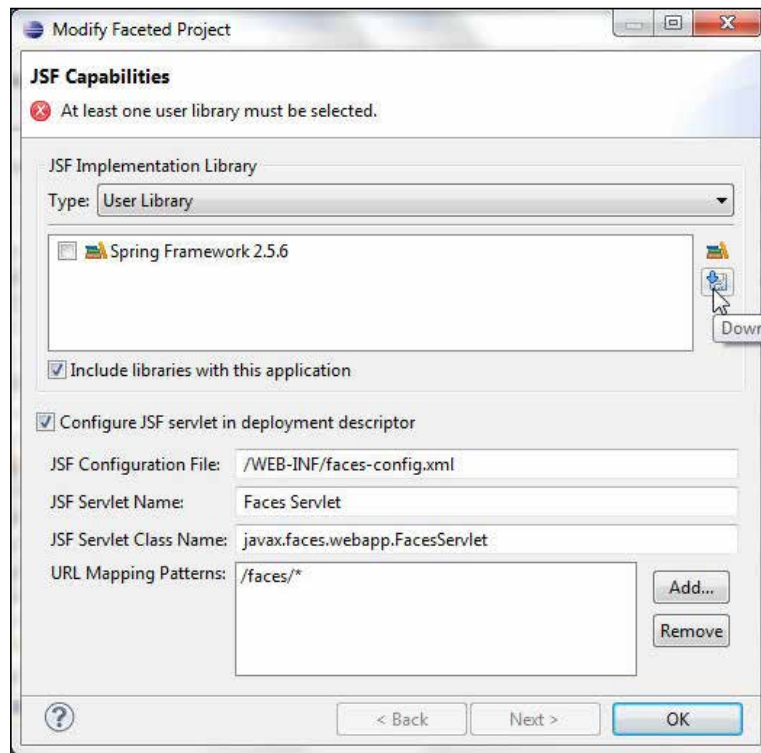 Modify Faceted Project
JSF Capabilities
At least one user library must be selected.
JSF Implementation Library
Type: User Library
Spring Framework 2.5.6
Down
Include libraries with this application
Configure JSF servlet in deployment descriptor
JSF Configuration File: /WEB-INF/faces-config.xml
JSF Servlet Name: Faces Servlet
JSF Servlet Class Name: javax.faces.webapp.FacesServlet
URL Mapping Patterns: /faces/*
Add...
Remove
?
< Back Next > OK